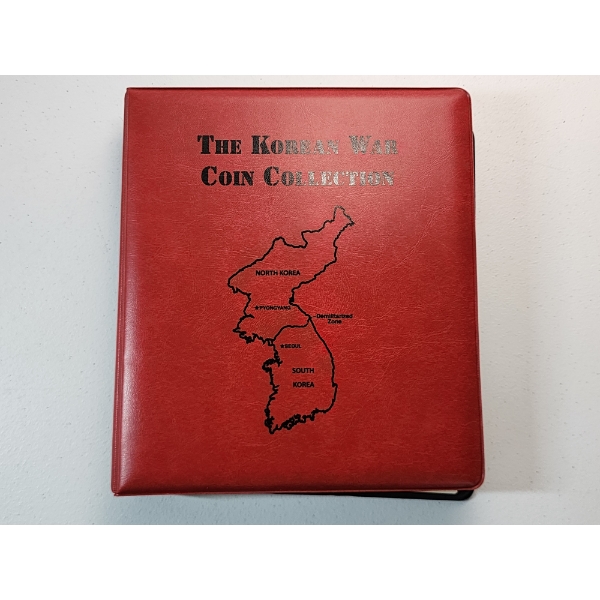 The Korean War
Coin Collection
NORTH KOREA
PYONGYANG
Demilitarized
Zone
SEOUL
SOUTH
KOREA